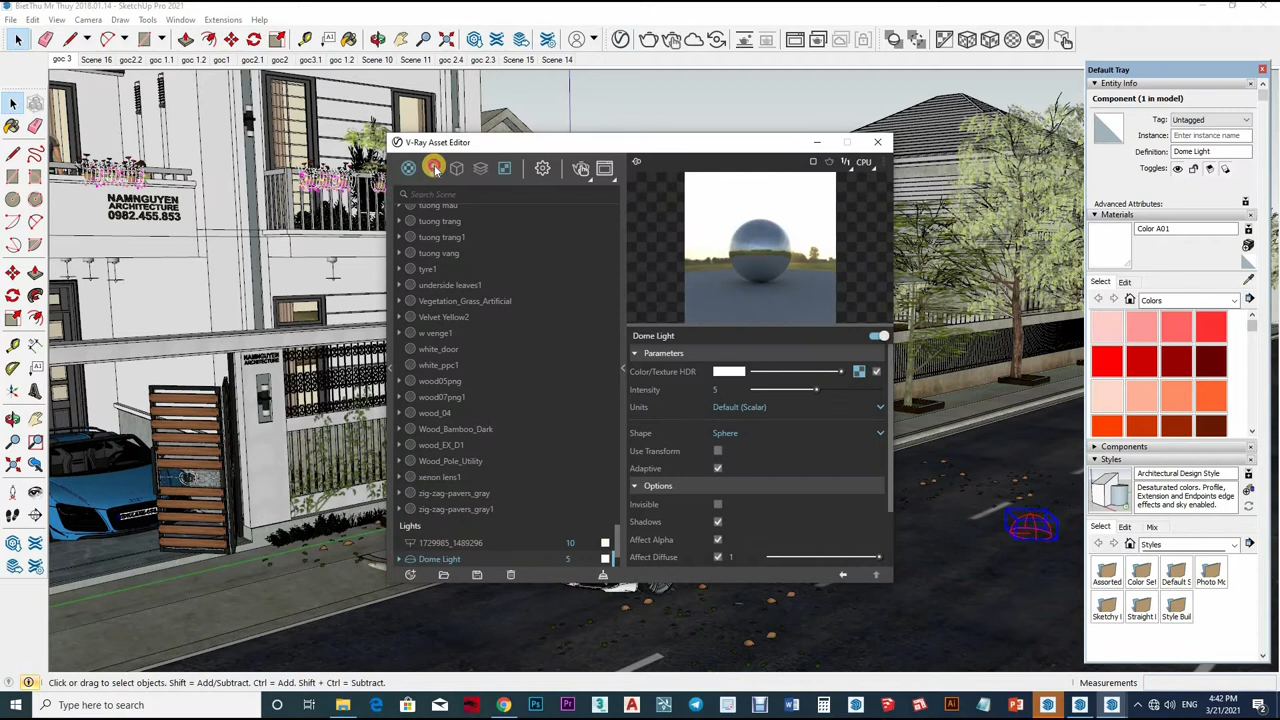 BietThu Mr Thuy 2018.01.14 - SketchUp Pro 2021
File Edit View Camera Draw Tools Window Extensions Help
goc 3 Scene 16 goc2.2 goc 1.1 goc 1.2 goc1 goc2.1 goc2 goc3.1 goc 1.2 Scene 10 Scene 11 goc 2.4 goc 2.3 Scene 15 Scene 14
NAMNGUYEN
ARCHITECTURE
0982.455.853
NAMNGUYEN
ARCHITECTURE
V-Ray Asset Editor
CPU
Search Scene
tuong mau
tuong trang
tuong trang1
tuong vang
tyre1
underside leaves1
Vegetation_Grass_Artificial
Velvet Yellow2
w venge1
white_door
white_ppc1
wood05png
wood07png1
wood_04
Wood_Bamboo_Dark
wood_EX_D1
Wood_Pole_Utility
xenon lens1
zig-zag-pavers_gray
zig-zag-pavers_gray1
Lights
1729985_1489296 10
Dome Light 5
Dome Light
Parameters
Color/Texture HDR
Intensity 5
Units Default (Scalar)
Shape Sphere
Use Transform
Adaptive
Options
Invisible
Shadows
Affect Alpha
Affect Diffuse 1
Default Tray
Entity Info
Component (1 in model)
Tag: Untagged
Instance: Enter instance name
Definition: Dome Light
Toggles:
Advanced Attributes:
Materials
Color A01
Select Edit
Colors
Components
Styles
Architectural Design Style
Desaturated colors. Profile,
Extension and Endpoints edge
effects and sky enabled.
Select Edit Mix
Styles
Assorted Color Se Default S Photo Mo
Sketchy Straight Style Buil
Click or drag to select objects. Shift = Add/Subtract. Ctrl = Add. Shift + Ctrl = Subtract.
Measurements
Type here to search
ENG
4:42 PM
3/21/2021